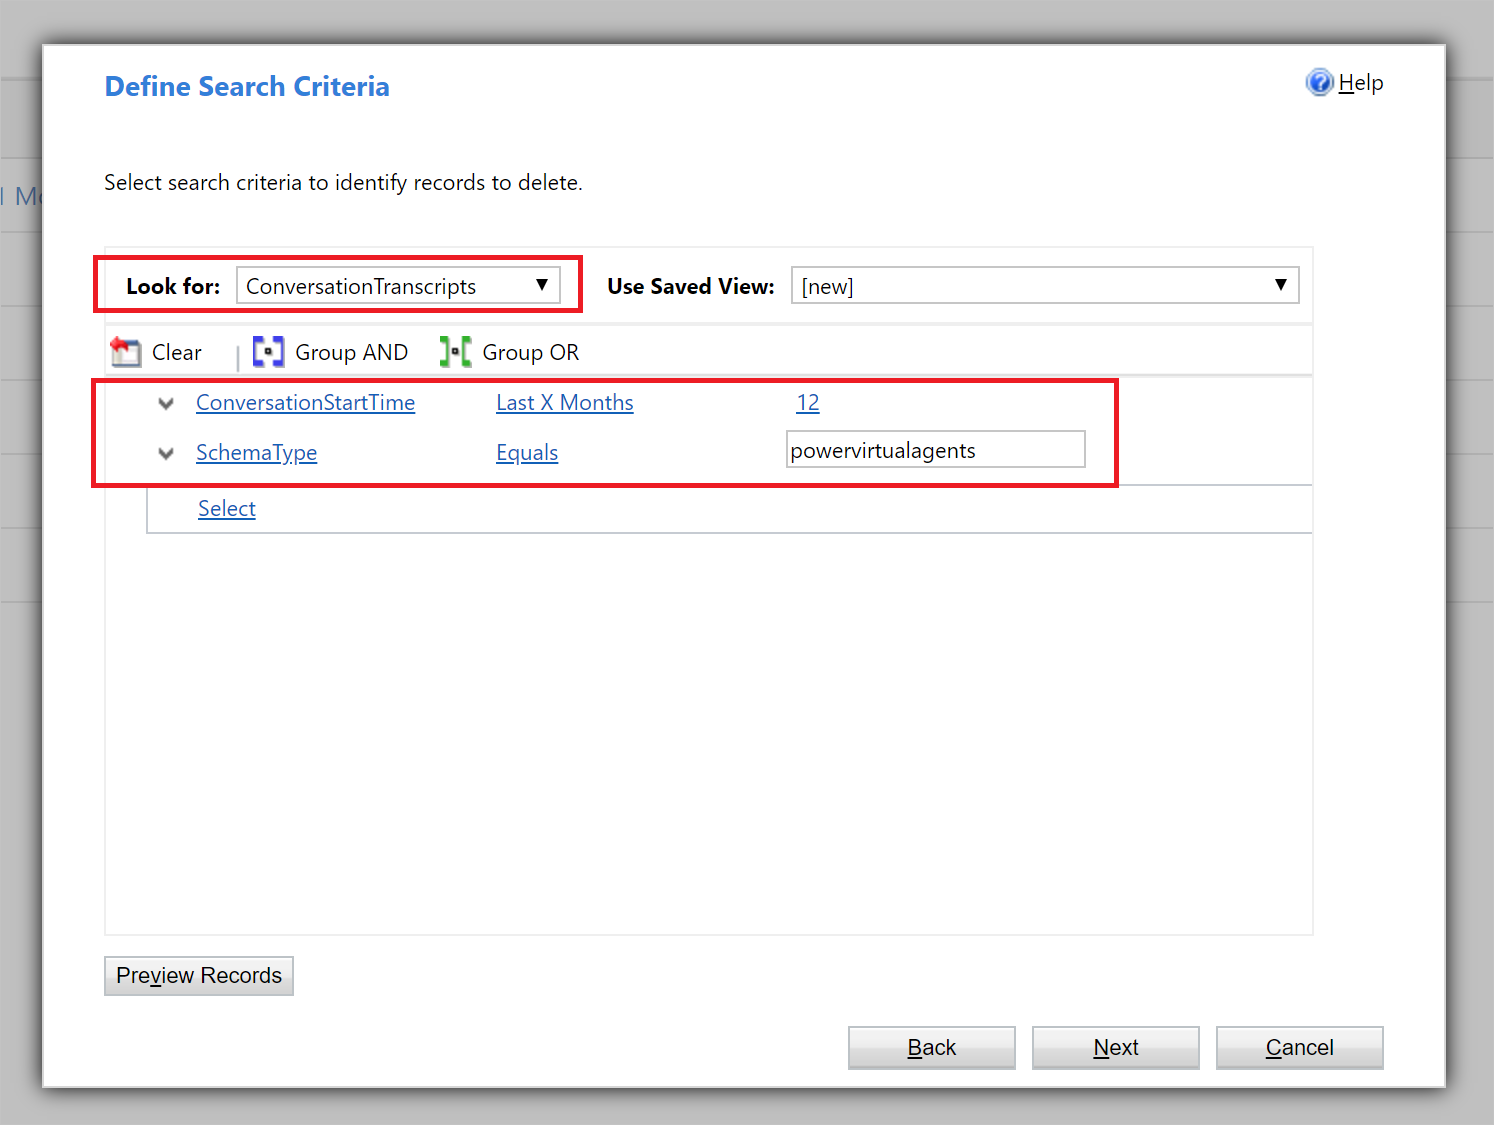 Define Search Criteria
Help
Select search criteria to identify records to delete.
Look for: ConversationTranscripts Use Saved View: [new]
Clear Group AND Group OR
ConversationStartTime Last X Months 12
SchemaType Equals powervirtualagents
Select
Preview Records
Back Next Cancel